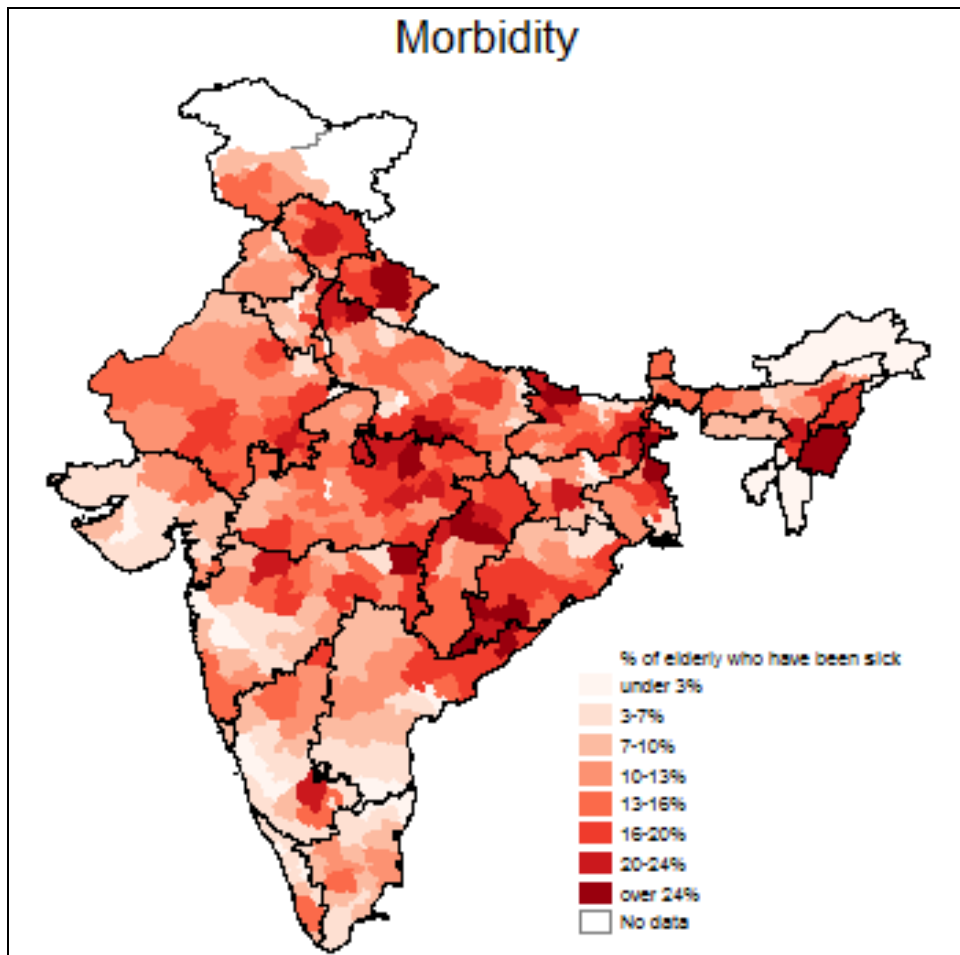 Morbidity
% of elderly who have been sick
under 3%
3-7%
7-10%
10-13%
13-16%
16-20%
20-24%
over 24%
No data